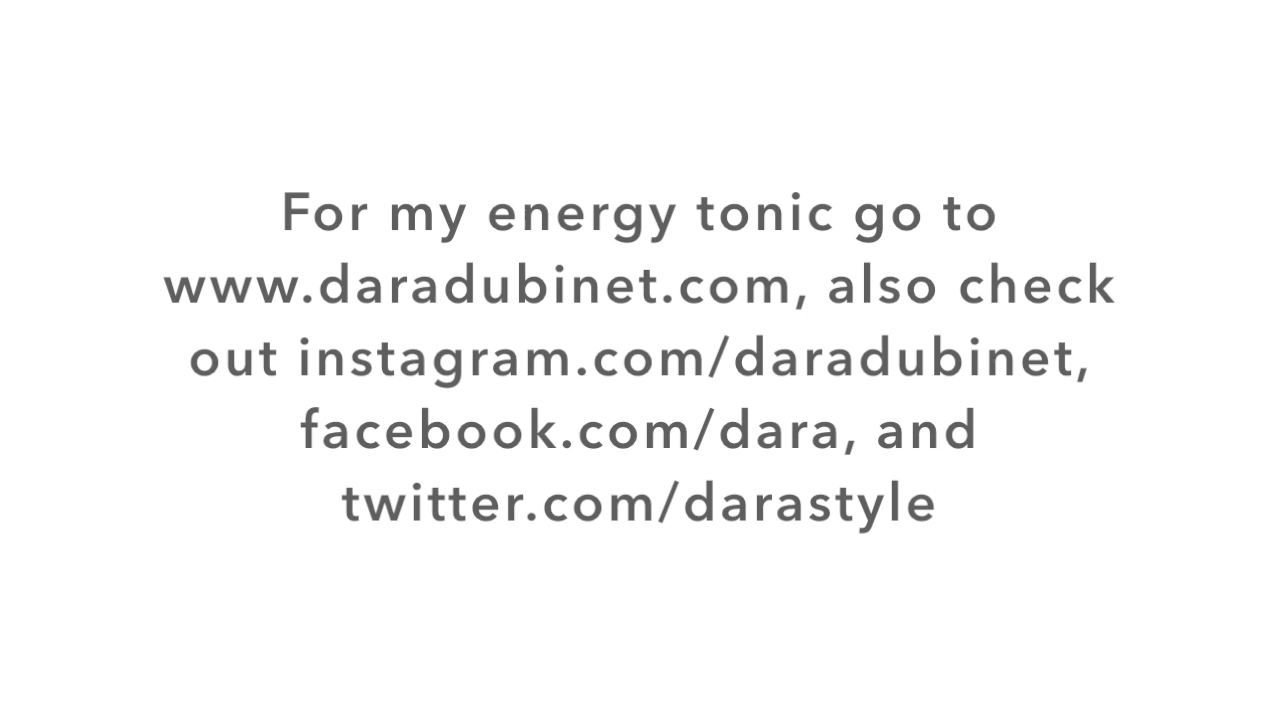 For my energy tonic go to
www.daradubinet.com, also check
out instagram.com/daradubinet,
facebook.com/dara, and
twitter.com/darastyle